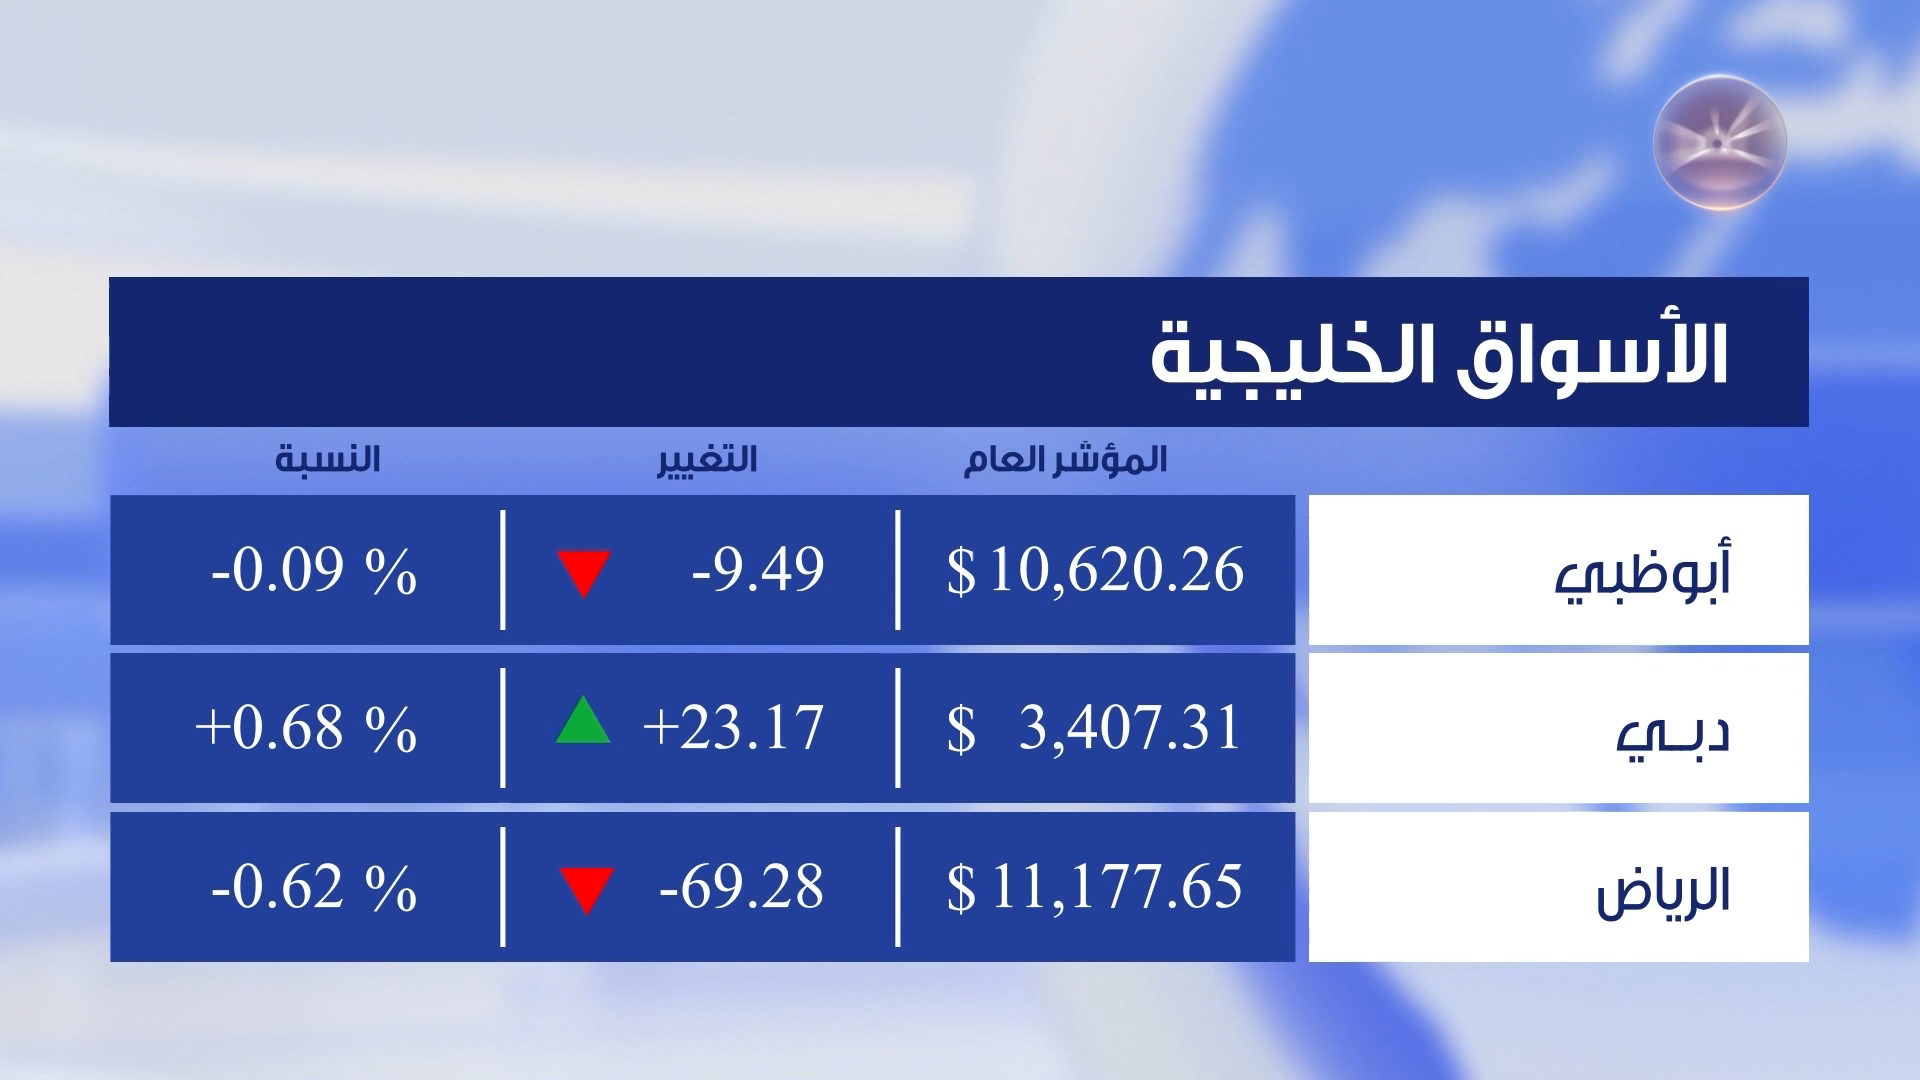 الأسواق الخليجية
المؤشر العام التغيير النسبة
أبوظبي $ 10,620.26 -9.49 -0.09 %
دبي $ 3,407.31 +23.17 +0.68 %
الرياض $ 11,177.65 -69.28 -0.62 %